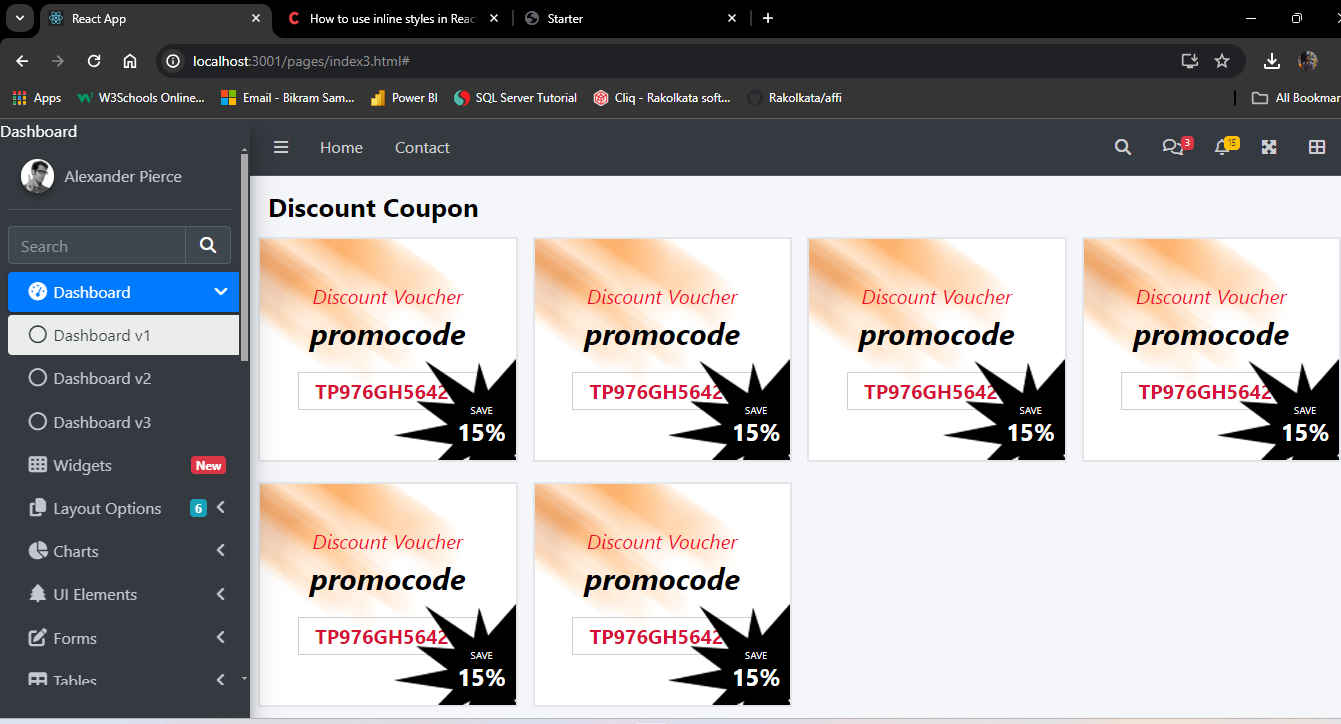 React App
How to use inline styles in Reac
Starter
localhost:3001/pages/index3.html#
Apps
W3Schools Online...
Email - Bikram Sam...
Power BI
SQL Server Tutorial
Cliq - Rakolkata soft...
Rakolkata/affi
All Bookmar
Dashboard
Alexander Pierce
Search
Dashboard
Dashboard v1
Dashboard v2
Dashboard v3
Widgets New
Layout Options 6
Charts
UI Elements
Forms
Tables
Home
Contact
3
15
Discount Coupon
Discount Voucher
promocode
TP976GH5642
SAVE
15%
Discount Voucher
promocode
TP976GH5642
SAVE
15%
Discount Voucher
promocode
TP976GH5642
SAVE
15%
Discount Voucher
promocode
TP976GH5642
SAVE
15%
Discount Voucher
promocode
TP976GH5642
SAVE
15%
Discount Voucher
promocode
TP976GH5642
SAVE
15%